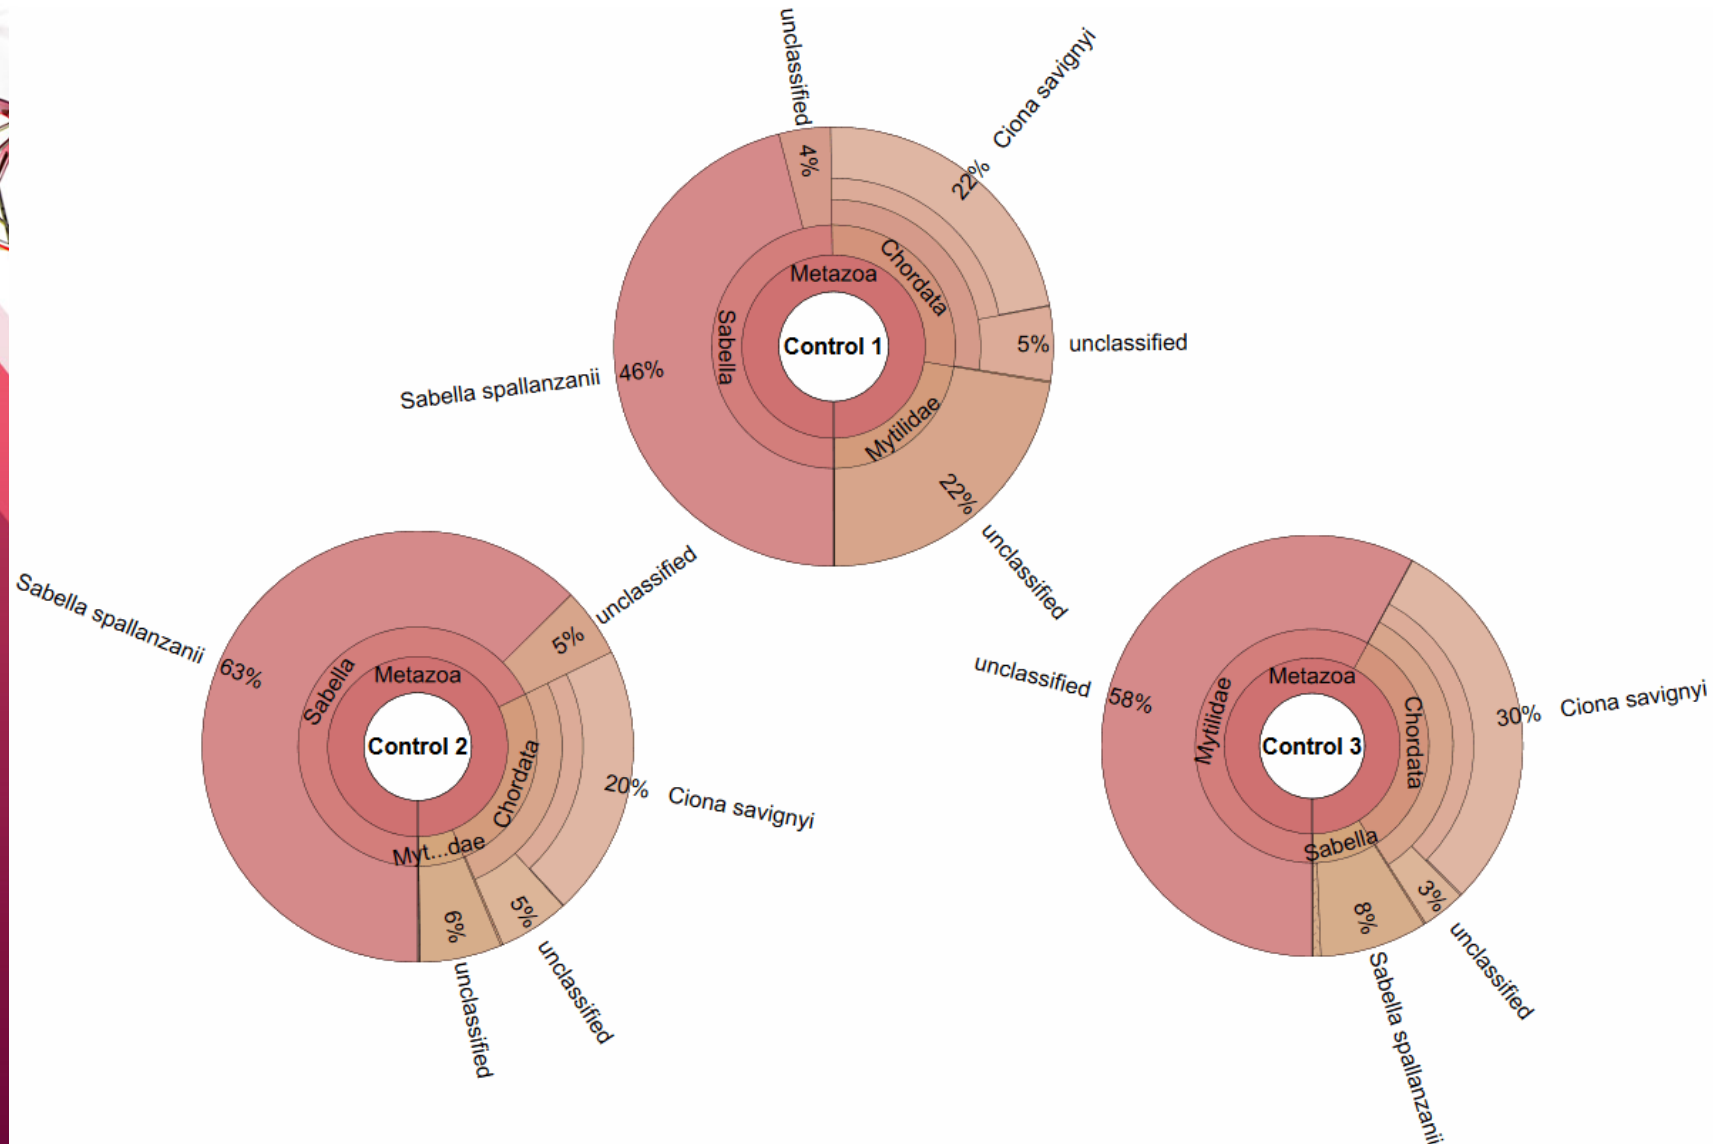 unclassified
4%
Ciona savignyi
22%
Chordata
Metazoa
Sabella
Control 1
5%
unclassified
Sabella spallanzanii
46%
Mytilidae
22%
unclassified
Sabella spallanzanii
63%
unclassified
5%
Sabella
Metazoa
Control 2
Chordata
20%
Ciona savignyi
Myt...dae
6%
unclassified
5%
unclassified
unclassified
58%
Mytilidae
Metazoa
Control 3
Chordata
30%
Ciona savignyi
Sabella
8%
Sabella spallanzanii
3%
unclassified